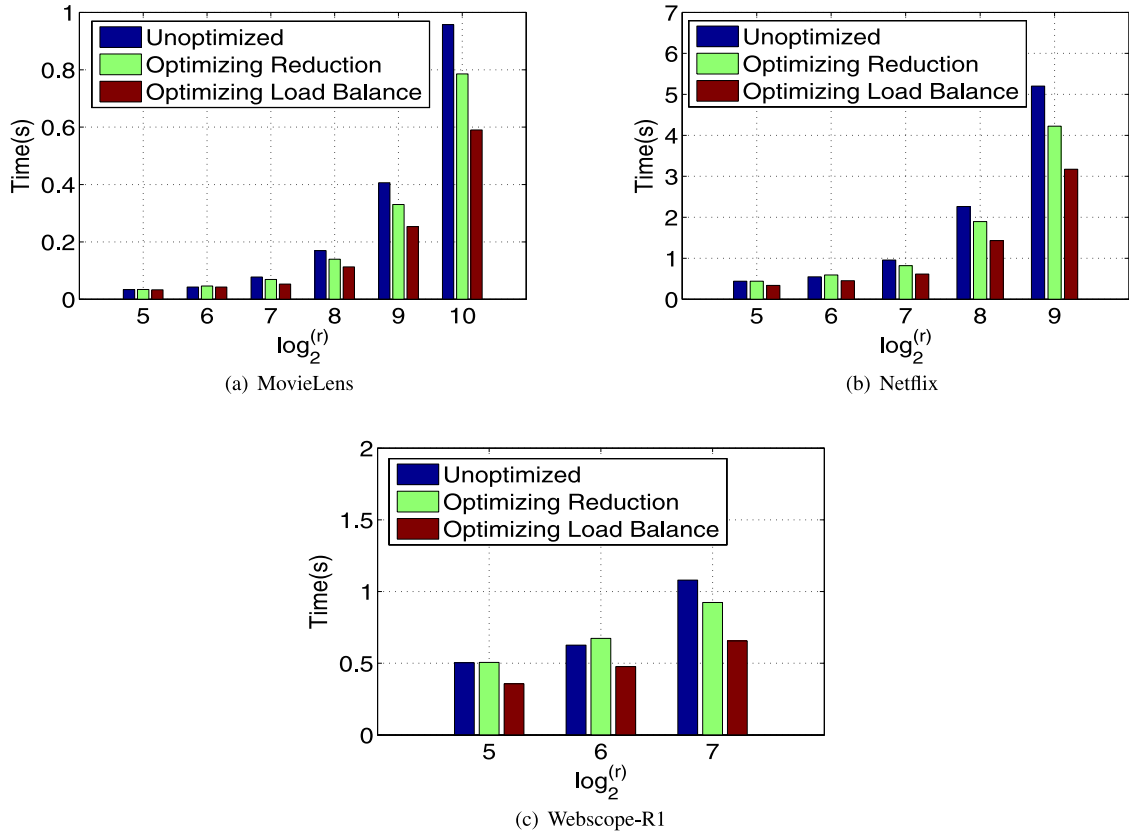 1
0.8
0.6
0.4
0.2
0
Time(s)
Unoptimized
Optimizing Reduction
Optimizing Load Balance
5 6 7 8 9 10
log2(r)
(a) MovieLens
7
6
5
4
3
2
1
0
Time(s)
Unoptimized
Optimizing Reduction
Optimizing Load Balance
5 6 7 8 9
log2(r)
(b) Netflix
2
1.5
1
0.5
0
Time(s)
Unoptimized
Optimizing Reduction
Optimizing Load Balance
5 6 7
log2(r)
(c) Webscope-R1